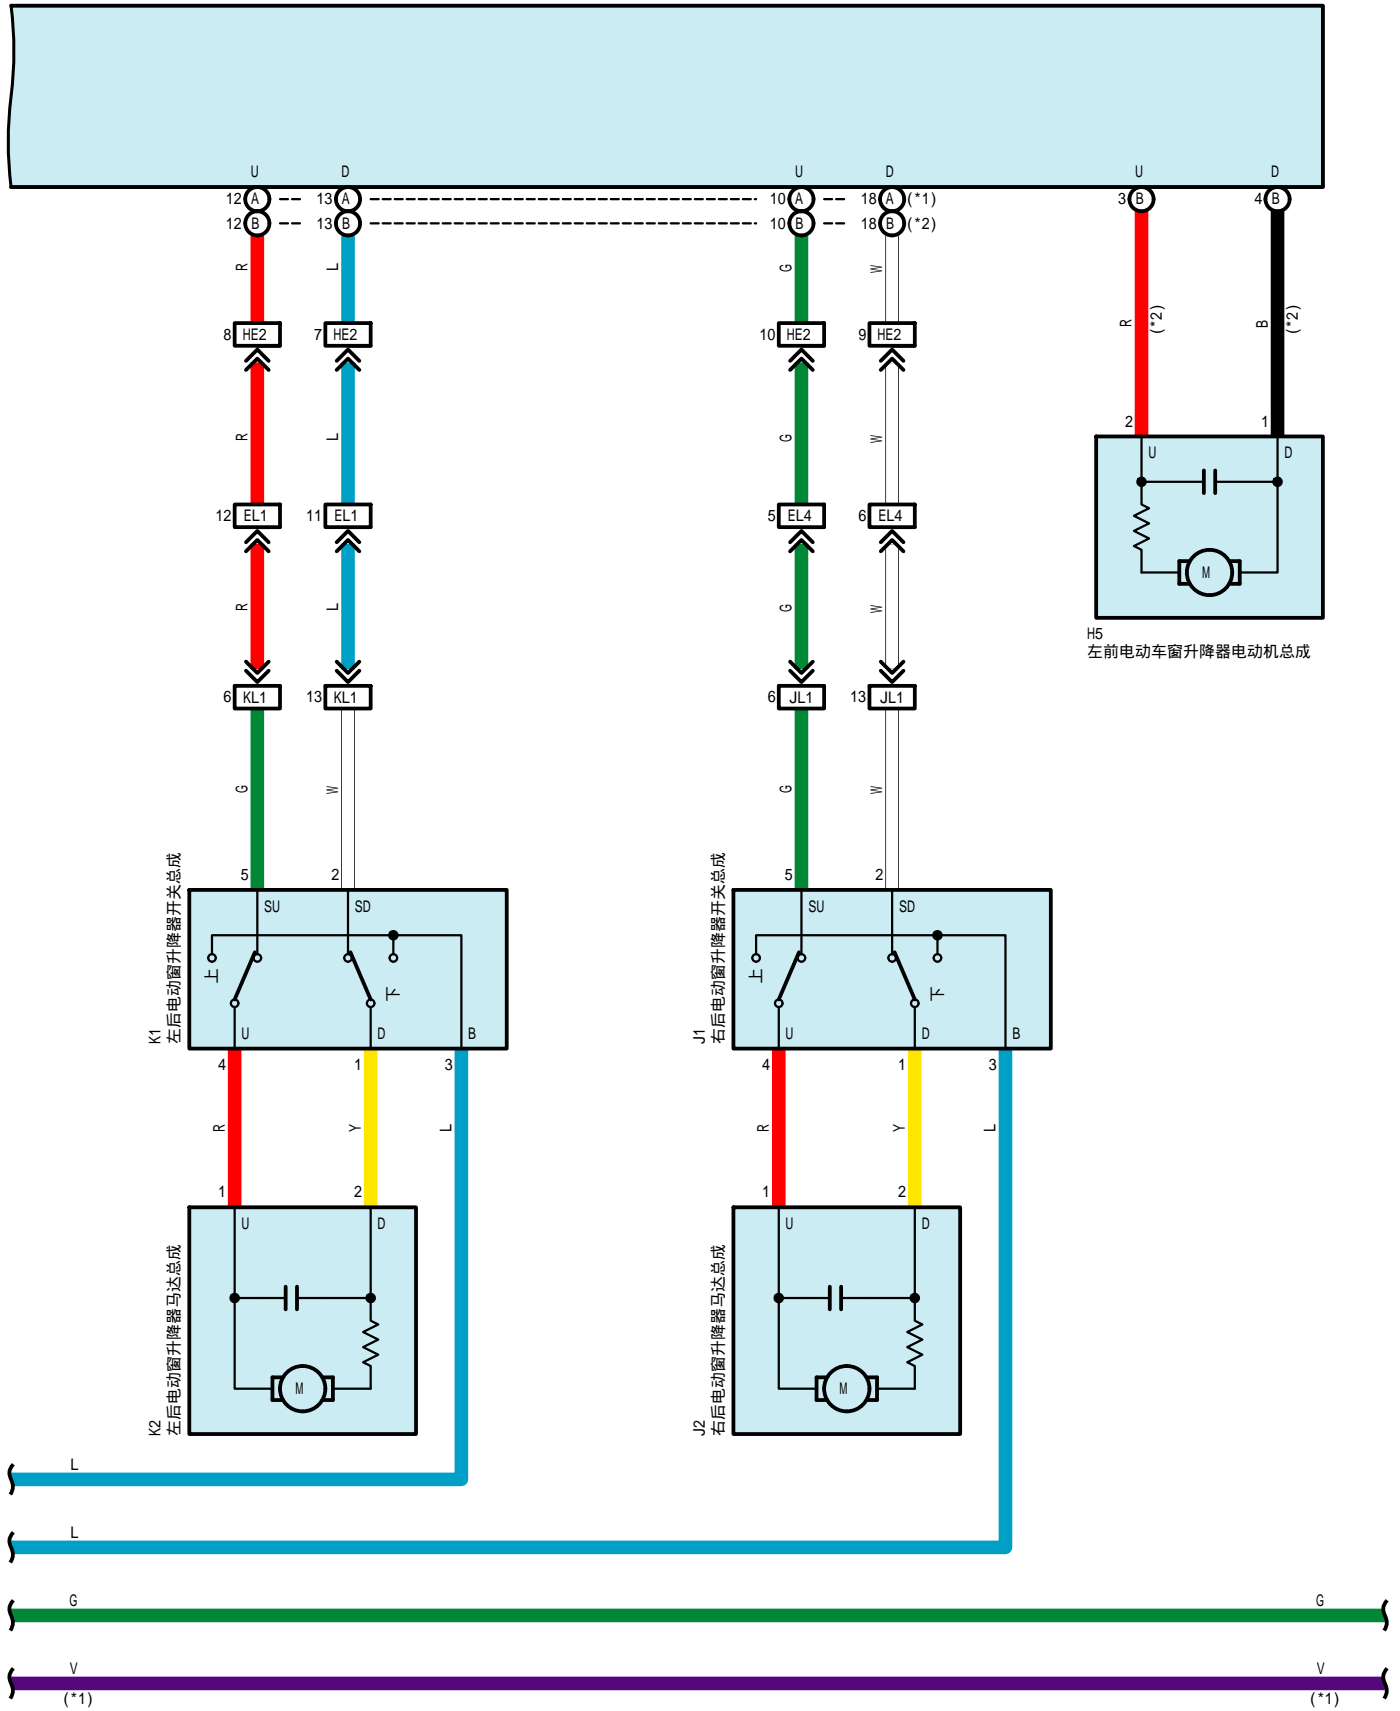 U D U D U D
12 A 13 A 10 A 18 A (*1) 3 B 4 B
12 B 13 B 10 B 18 B (*2)
R L G W
R (*2) B (*2)
8 HE2 7 HE2 10 HE2 9 HE2
2 1
R L G W
U D
12 EL1 11 EL1 5 EL4 6 EL4
M
R L G W
H5
左前电动车窗升降器电动机总成
6 KL1 13 KL1 6 JL1 13 JL1
G W G W
5 2 5 2
SU SD SU SD
上 下 上 下
K1
左后电动窗升降器开关总成
J1
右后电动窗升降器开关总成
U D B U D B
4 1 3 4 1 3
R Y L R Y L
1 2 1 2
U D U D
M M
K2
左后电动窗升降器马达总成
J2
右后电动窗升降器马达总成
L
L
G G
V V
(*1) (*1)